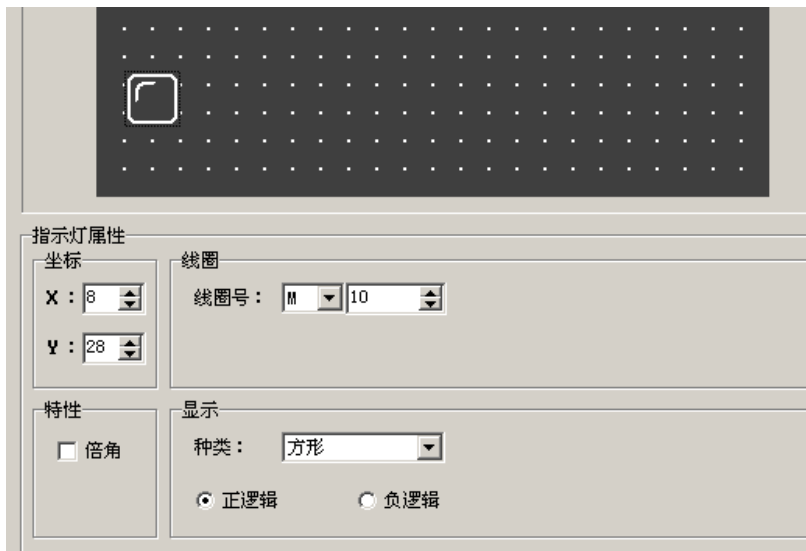 指示灯属性
坐标
X：8
Y：28
线圈
线圈号： M 10
特性
倍角
显示
种类： 方形
正逻辑 负逻辑